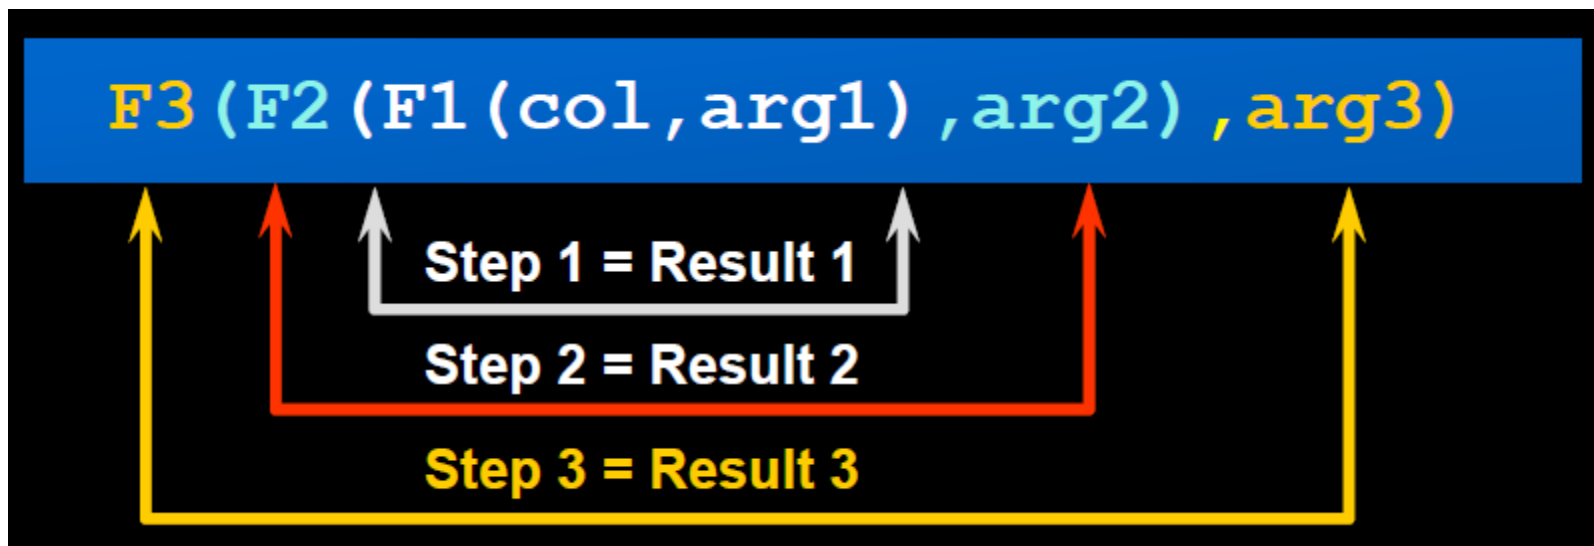 F3(F2(F1(col,arg1),arg2),arg3)
Step 1 = Result 1
Step 2 = Result 2
Step 3 = Result 3